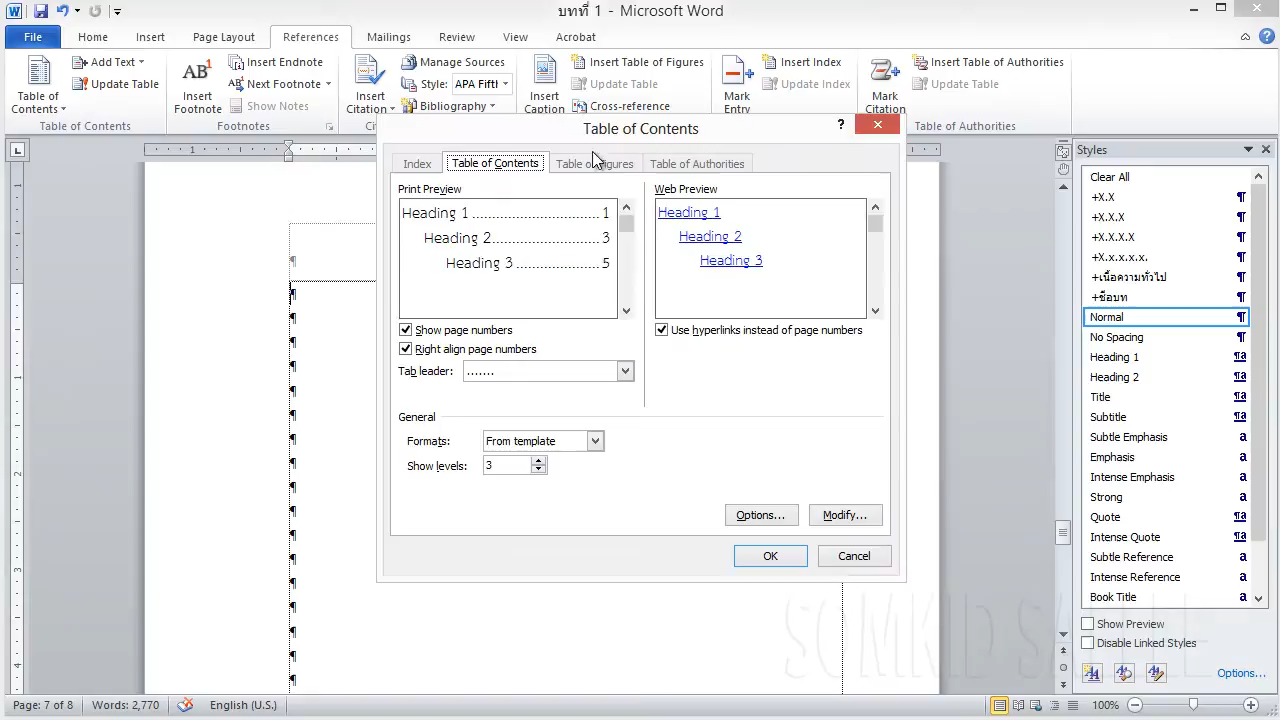 บทที่ 1 - Microsoft Word
File Home Insert Page Layout References Mailings Review View Acrobat
Table of Contents
Add Text
Update Table
Table of Contents
AB1
Insert Footnote
Insert Endnote
Next Footnote
Show Notes
Footnotes
Insert Citation
Manage Sources
Style: APA Fift
Bibliography
Insert Caption
Insert Table of Figures
Update Table
Cross-reference
Mark Entry
Insert Index
Update Index
Mark Citation
Insert Table of Authorities
Update Table
Table of Authorities
Table of Contents
Index Table of Contents Table of Figures Table of Authorities
Print Preview
Heading 1 ........................ 1
Heading 2..................... 3
Heading 3 ................ 5
Show page numbers
Right align page numbers
Tab leader: .......
Web Preview
Heading 1
Heading 2
Heading 3
Use hyperlinks instead of page numbers
General
Formats: From template
Show levels: 3
Options... Modify...
OK Cancel
Styles
Clear All
+X.X
+X.X.X
+X.X.X.X
+X.x.x.x.
+เนื้อความทั่วไป
+ชื่อบท
Normal
No Spacing
Heading 1
Heading 2
Title
Subtitle
Subtle Emphasis
Emphasis
Intense Emphasis
Strong
Quote
Intense Quote
Subtle Reference
Intense Reference
Book Title
Show Preview
Disable Linked Styles
Options...
Page: 7 of 8 Words: 2,770 English (U.S.) 100%